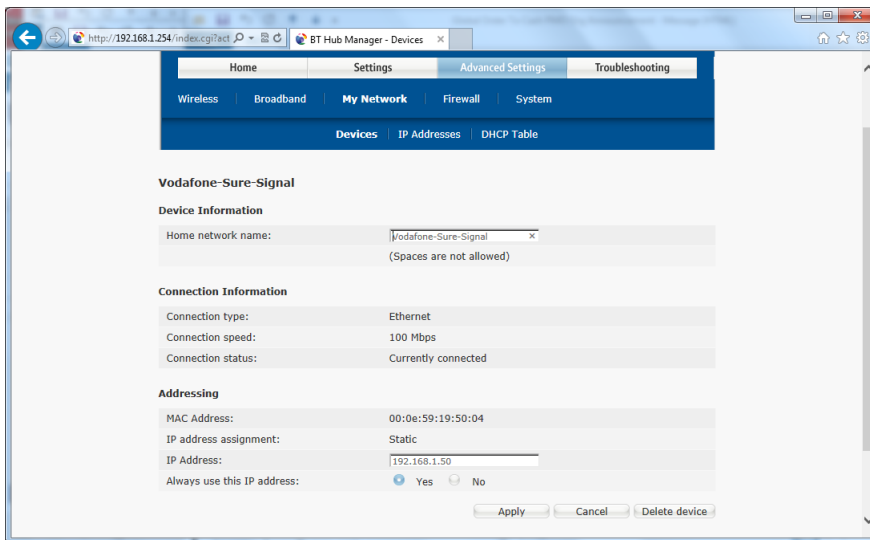 http://192.168.1.254/index.cgi?act
BT Hub Manager - Devices
Home Settings Advanced Settings Troubleshooting
Wireless Broadband My Network Firewall System
Devices IP Addresses DHCP Table
Vodafone-Sure-Signal
Device Information
Home network name: Vodafone-Sure-Signal
(Spaces are not allowed)
Connection Information
Connection type: Ethernet
Connection speed: 100 Mbps
Connection status: Currently connected
Addressing
MAC Address: 00:0e:59:19:50:04
IP address assignment: Static
IP Address: 192.168.1.50
Always use this IP address: Yes No
Apply Cancel Delete device